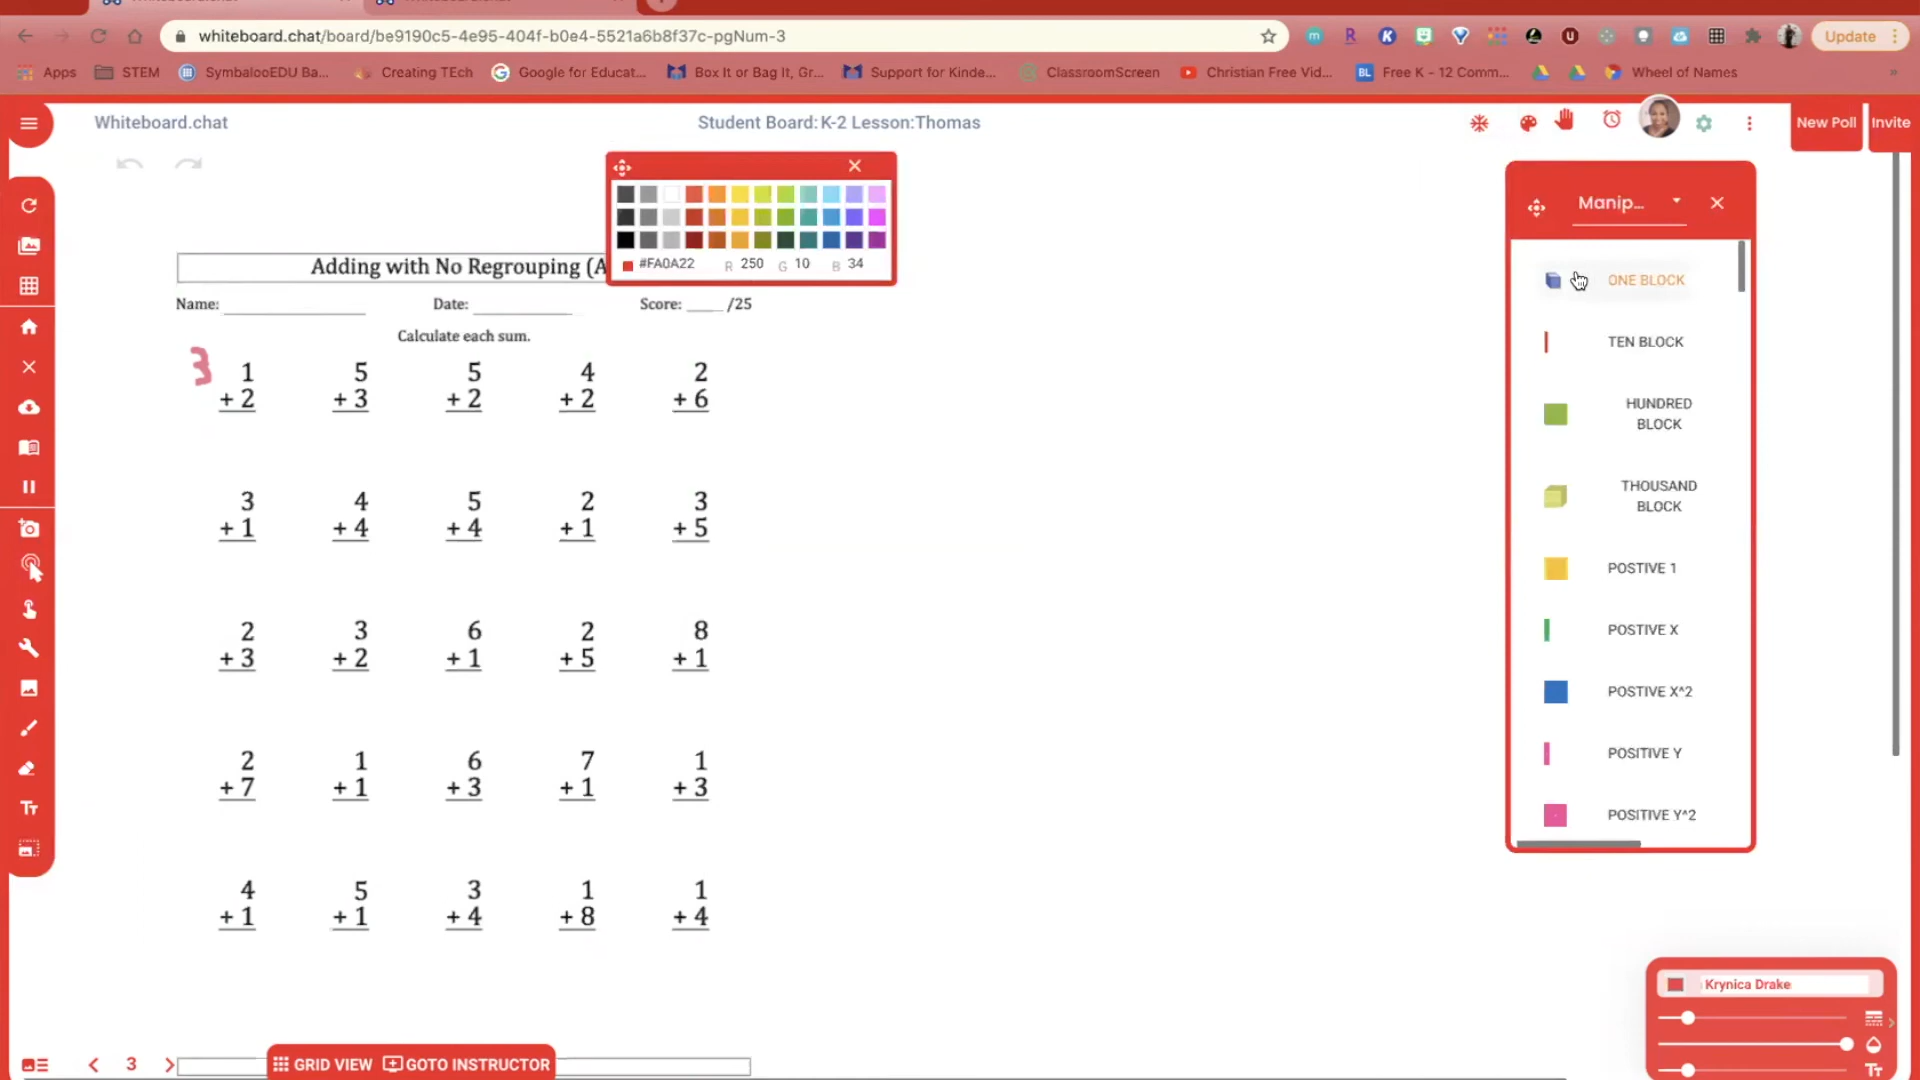 whiteboard.chat/board/be9190c5-4e95-404f-b0e4-5521a6b8f37c-pgNum-3
Update
Apps
STEM
SymbalooEDU Ba...
Creating TEch
Google for Educat...
Box It or Bag It, Gr...
Support for Kinde...
ClassroomScreen
Christian Free Vid...
BL Free K - 12 Comm...
Wheel of Names
»
Whiteboard.chat
Student Board: K-2 Lesson:Thomas
New Poll
Invite
#FA0A22 R 250 G 10 B 34
Manip...
ONE BLOCK
TEN BLOCK
HUNDRED
BLOCK
THOUSAND
BLOCK
POSTIVE 1
POSTIVE X
POSTIVE X^2
POSITIVE Y
POSITIVE Y^2
Adding with No Regrouping (A
Name: Date: Score: /25
Calculate each sum.
3 1 5 5 4 2
+ 2 + 3 + 2 + 2 + 6
3 4 5 2 3
+ 1 + 4 + 4 + 1 + 5
2 3 6 2 8
+ 3 + 2 + 1 + 5 + 1
2 1 6 7 1
+ 7 + 1 + 3 + 1 + 3
4 5 3 1 1
+ 1 + 1 + 4 + 8 + 4
Krynica Drake
Tт
Tт
3
GRID VIEW
GOTO INSTRUCTOR